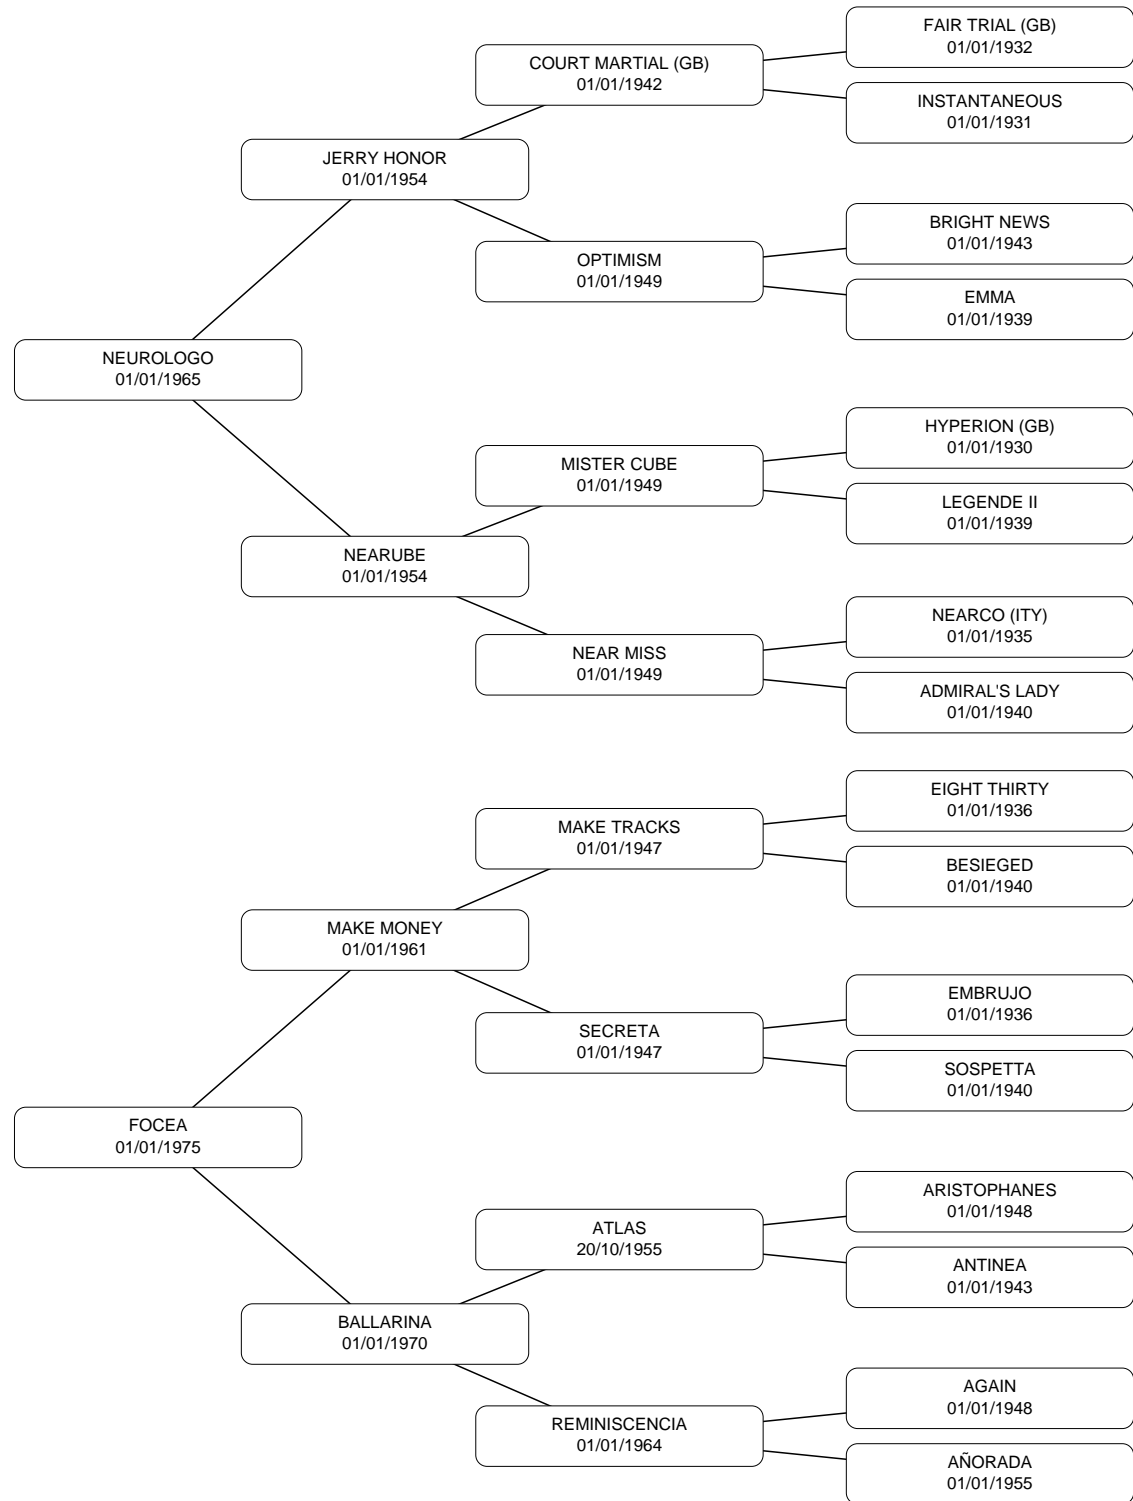 FAIR TRIAL (GB)
01/01/1932
COURT MARTIAL (GB)
01/01/1942
INSTANTANEOUS
01/01/1931
JERRY HONOR
01/01/1954
BRIGHT NEWS
01/01/1943
OPTIMISM
01/01/1949
EMMA
01/01/1939
NEUROLOGO
01/01/1965
HYPERION (GB)
01/01/1930
MISTER CUBE
01/01/1949
LEGENDE II
01/01/1939
NEARUBE
01/01/1954
NEARCO (ITY)
01/01/1935
NEAR MISS
01/01/1949
ADMIRAL'S LADY
01/01/1940
EIGHT THIRTY
01/01/1936
MAKE TRACKS
01/01/1947
BESIEGED
01/01/1940
MAKE MONEY
01/01/1961
EMBRUJO
01/01/1936
SECRETA
01/01/1947
SOSPETTA
01/01/1940
FOCEA
01/01/1975
ARISTOPHANES
01/01/1948
ATLAS
20/10/1955
ANTINEA
01/01/1943
BALLARINA
01/01/1970
AGAIN
01/01/1948
REMINISCENCIA
01/01/1964
AÑORADA
01/01/1955